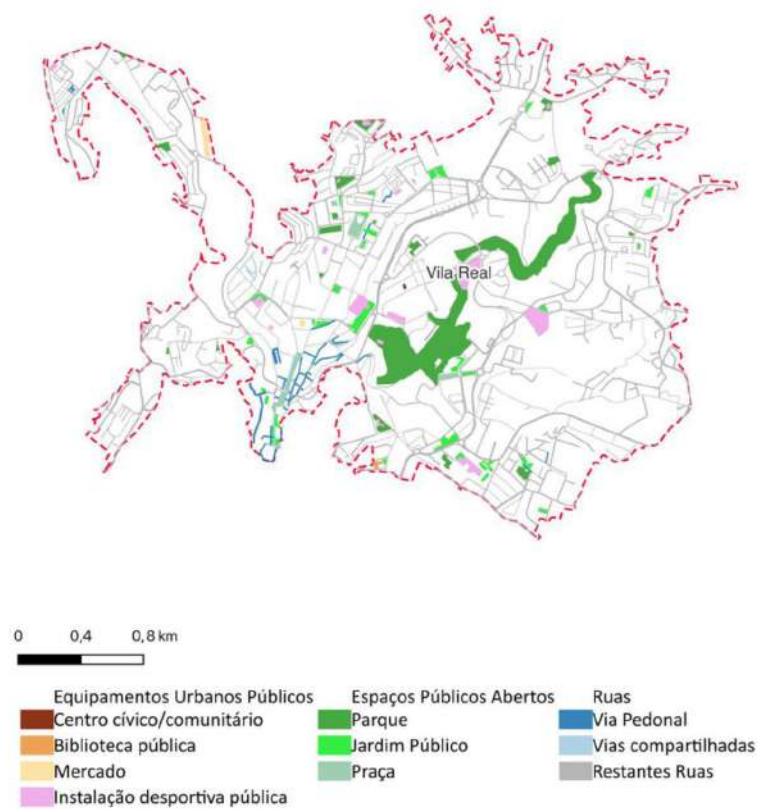 Vila Real
0 0,4 0,8 km
Equipamentos Urbanos Públicos Espaços Públicos Abertos Ruas
Centro cívico/comunitário Parque Via Pedonal
Biblioteca pública Jardim Público Vias compartilhadas
Mercado Praça Restantes Ruas
Instalação desportiva pública